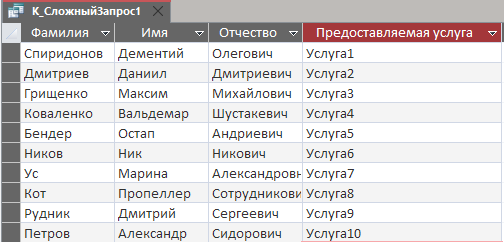 К_СложныйЗапрос1
Фамилия Имя Отчество Предоставляемая услуга
Спиридонов Дементий Олегович Услуга1
Дмитриев Даниил Дмитриевич Услуга2
Грищенко Максим Михайлович Услуга3
Коваленко Вальдемар Шустакевич Услуга4
Бендер Остап Андриевич Услуга5
Ников Ник Никович Услуга6
Ус Марина Александровн Услуга7
Кот Пропеллер Сотрудникови Услуга8
Рудник Дмитрий Сергеевич Услуга9
Петров Александр Сидорович Услуга10